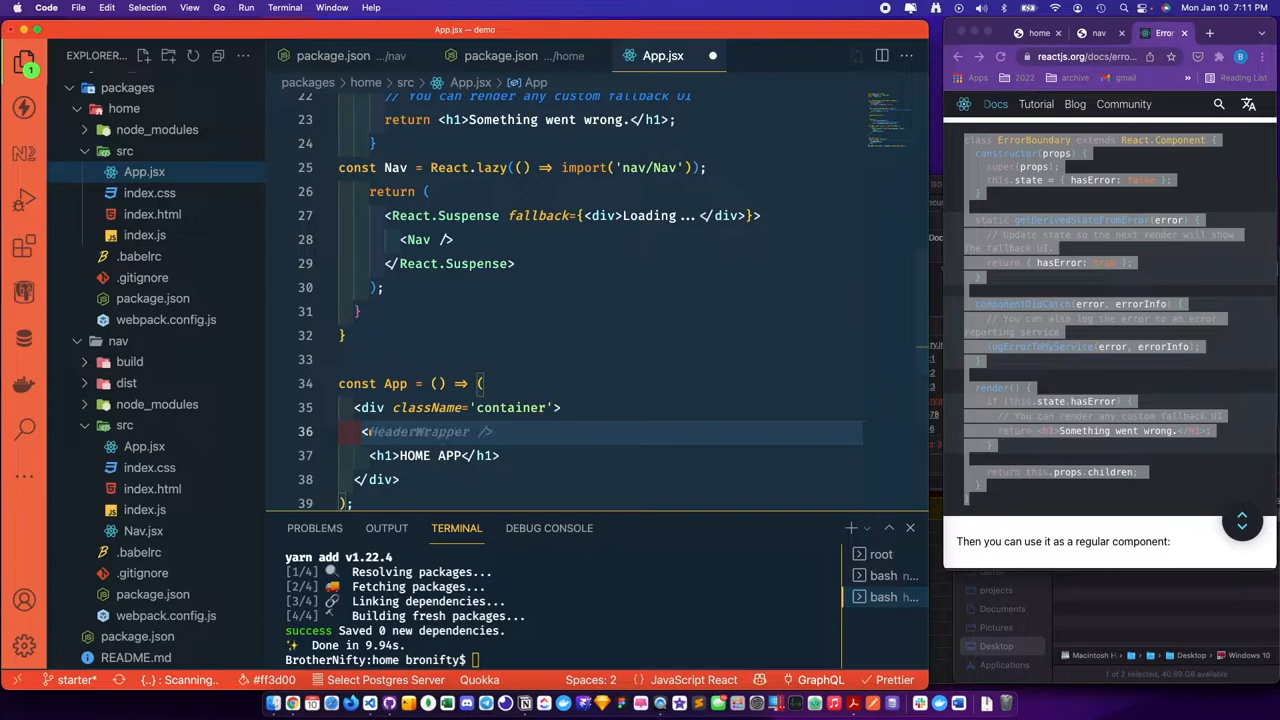 Code File Edit Selection View Go Run Terminal Window Help
Mon Jan 10 7:11 PM
App.jsx — demo
EXPLORER...
package.json .../nav
package.json .../home
App.jsx
packages > home > src > App.jsx > App
packages
home
node_modules
src
App.jsx
index.css
index.html
index.js
.babelrc
.gitignore
package.json
webpack.config.js
nav
build
dist
node_modules
src
App.jsx
index.css
index.html
index.js
Nav.jsx
.babelrc
.gitignore
package.json
webpack.config.js
package.json
README.md
22 // You can render any custom fallback UI
23 return <h1>Something went wrong.</h1>;
24 }
25 const Nav = React.lazy(() => import('nav/Nav'));
26 return (
27 <React.Suspense fallback={<div>Loading...</div>}>
28 <Nav />
29 </React.Suspense>
30 );
31 }
32 }
33
34 const App = () => (
35 <div className='container'>
36 <HeaderWrapper />
37 <h1>HOME APP</h1>
38 </div>
39 );
PROBLEMS OUTPUT TERMINAL DEBUG CONSOLE
yarn add v1.22.4
[1/4] Resolving packages...
[2/4] Fetching packages...
[3/4] Linking dependencies...
[4/4] Building fresh packages...
success Saved 0 new dependencies.
Done in 9.94s.
BrotherNifty:home bronifty$
root
bash n...
bash h...
starter* {..} : Scanning.. #ff3d00 Select Postgres Server Quokka Spaces: 2 JavaScript React GraphQL Prettier
home nav Erro
reactjs.org/docs/erro...
Apps 2022 archive gmail » Reading List
Docs Tutorial Blog Community
class ErrorBoundary extends React.Component {
constructor(props) {
super(props);
this.state = { hasError: false };
}
static getDerivedStateFromError(error) {
// Update state so the next render will show
the fallback UI.
return { hasError: true };
}
componentDidCatch(error, errorInfo) {
// You can also log the error to an error
reporting service
logErrorToMyService(error, errorInfo);
}
render() {
if (this.state.hasError) {
// You can render any custom fallback UI
return <h1>Something went wrong.</h1>;
}
return this.props.children;
}
}
Then you can use it as a regular component:
projects
Documents
Pictures
Desktop
Applications
Macintosh H Desktop Windows 10
1 of 2 selected, 40.59 GB available